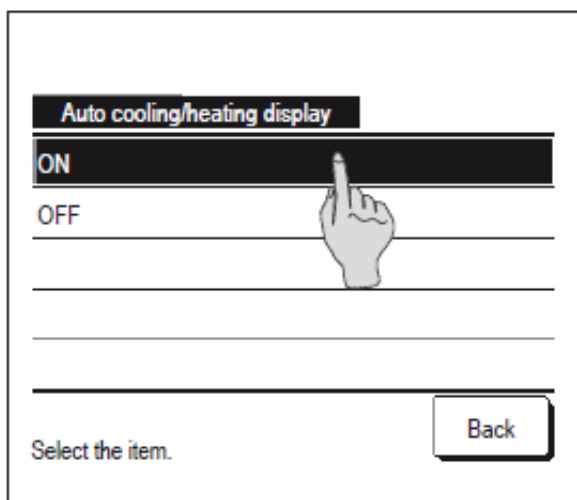 Auto cooling/heating display
ON
OFF
Back
Select the item.